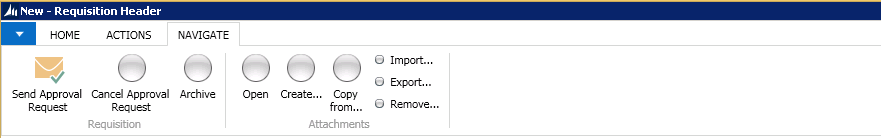 New - Requisition Header
HOME ACTIONS NAVIGATE
Send Approval Request
Cancel Approval Request
Archive
Open
Create...
Copy from...
Import...
Export...
Remove...
Requisition
Attachments